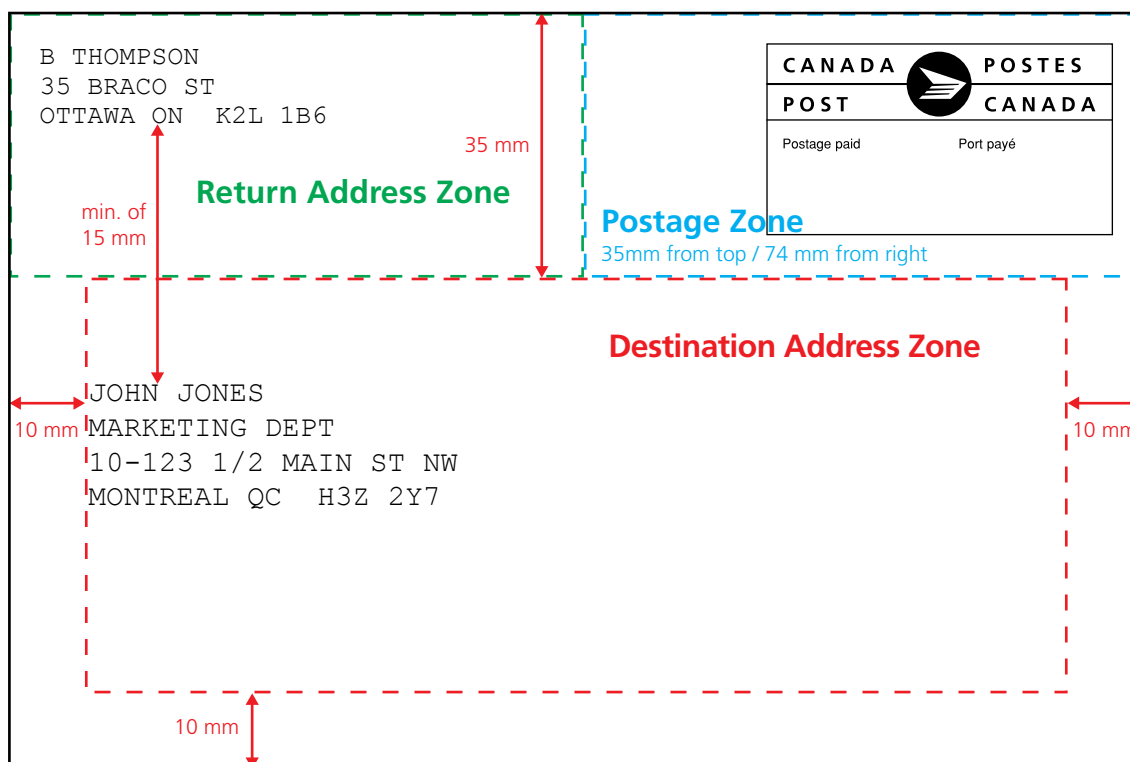 B THOMPSON
35 BRACO ST
OTTAWA ON  K2L 1B6
CANADA POSTES
POST CANADA
Postage paid Port payé
35 mm
Return Address Zone
min. of
15 mm
Postage Zone
35mm from top / 74 mm from right
Destination Address Zone
JOHN JONES
MARKETING DEPT
10-123 1/2 MAIN ST NW
MONTREAL QC  H3Z 2Y7
10 mm
10 mm
10 mm